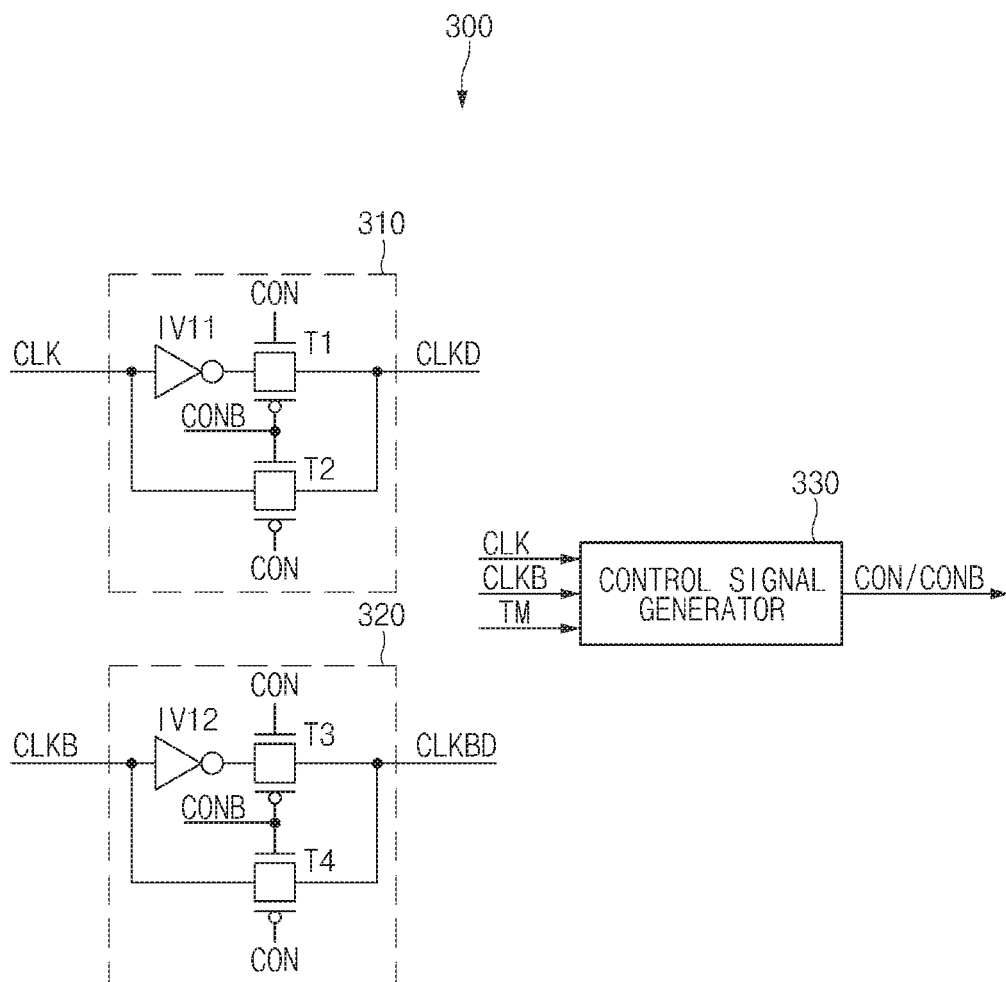 300
310
CON
IV11
T1
CLK
CLKD
CONB
T2
CON
330
CLK
CLKB
TM
CONTROL SIGNAL
GENERATOR
CON/CONB
320
CON
IV12
T3
CLKB
CLKBD
CONB
T4
CON